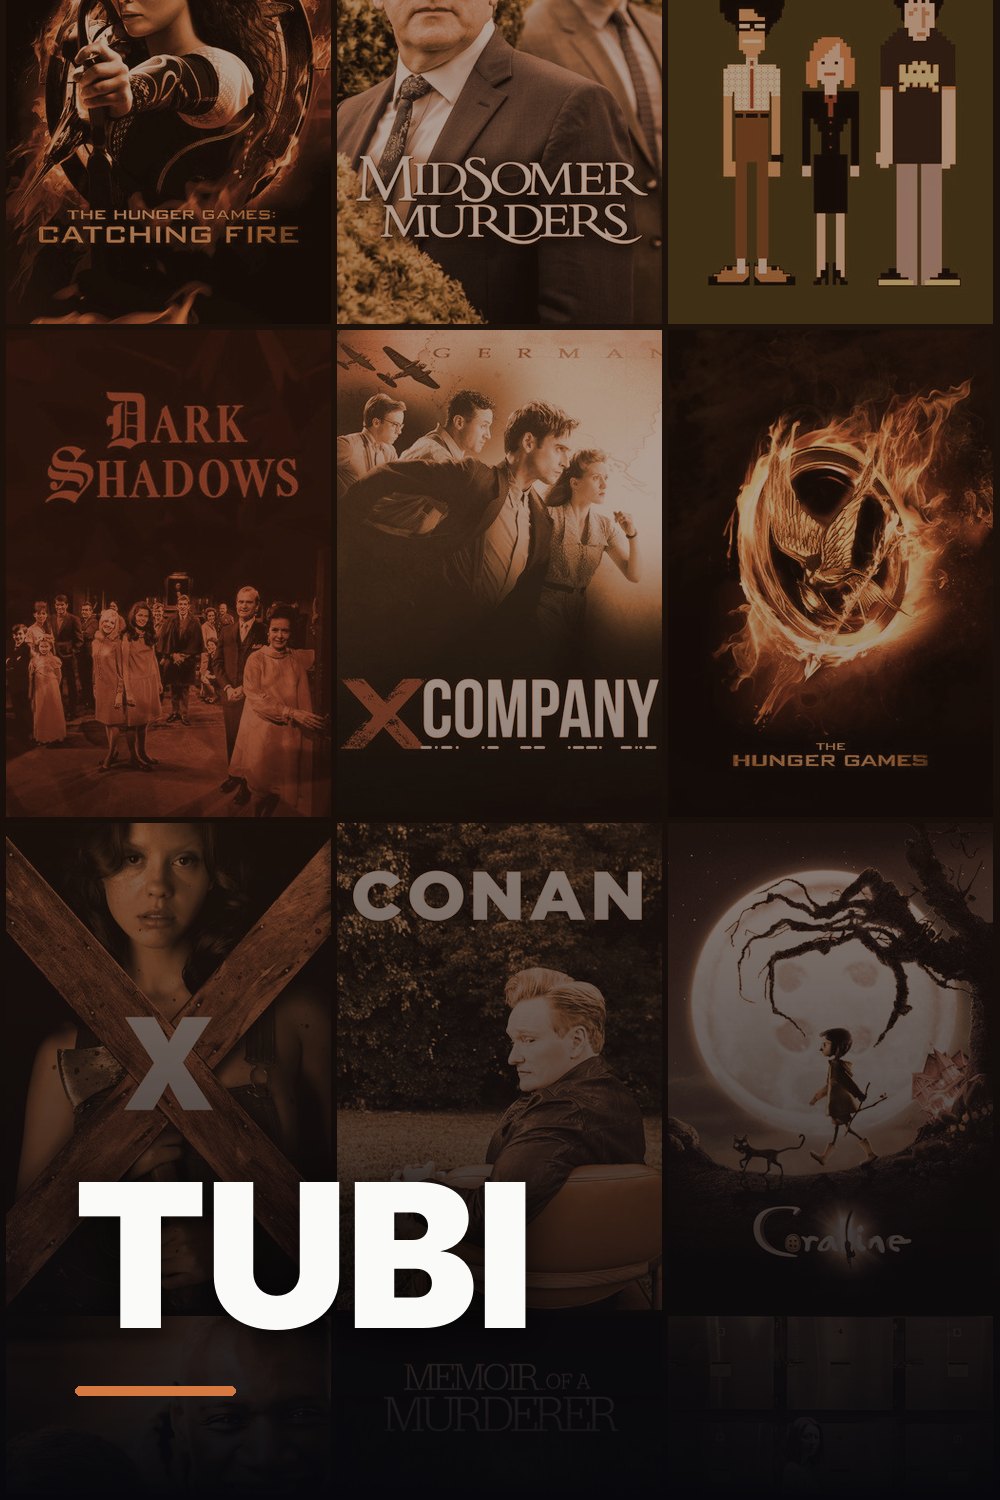 THE HUNGER GAMES:
CATCHING FIRE
MIDSOMER
MURDERS
DARK
SHADOWS
GERMAN
X COMPANY
THE
HUNGER GAMES
X
CONAN
Coraline
TUBI
MEMOIR OF A
MURDERER